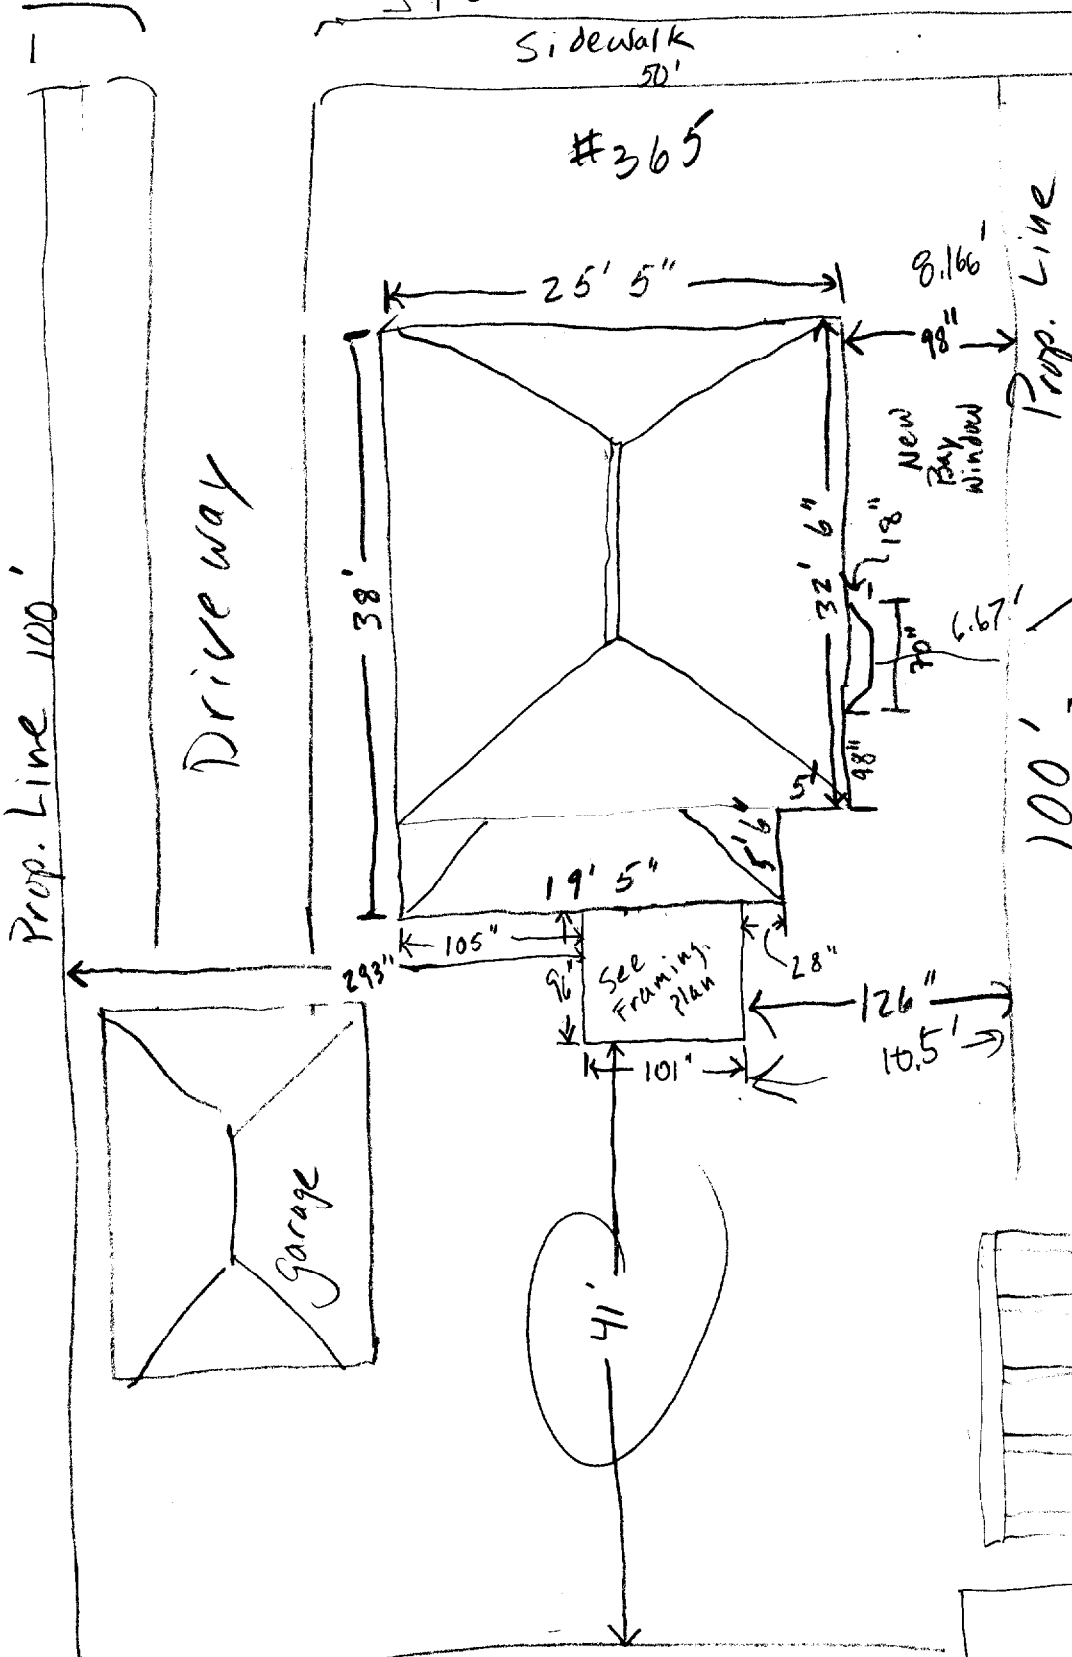 Sidewalk
50'
#365
25' 5"
8.166'
98"
Prop. Line
New
Bay
Window
38'
32' 6"
18"
70"
6.67'
Driveway
Prop. Line 100'
100'
98"
5'
5' 6"
19' 5"
105"
293"
96"
See
Framing.
Plan
28"
126"
10.5'
101"
Garage
41'